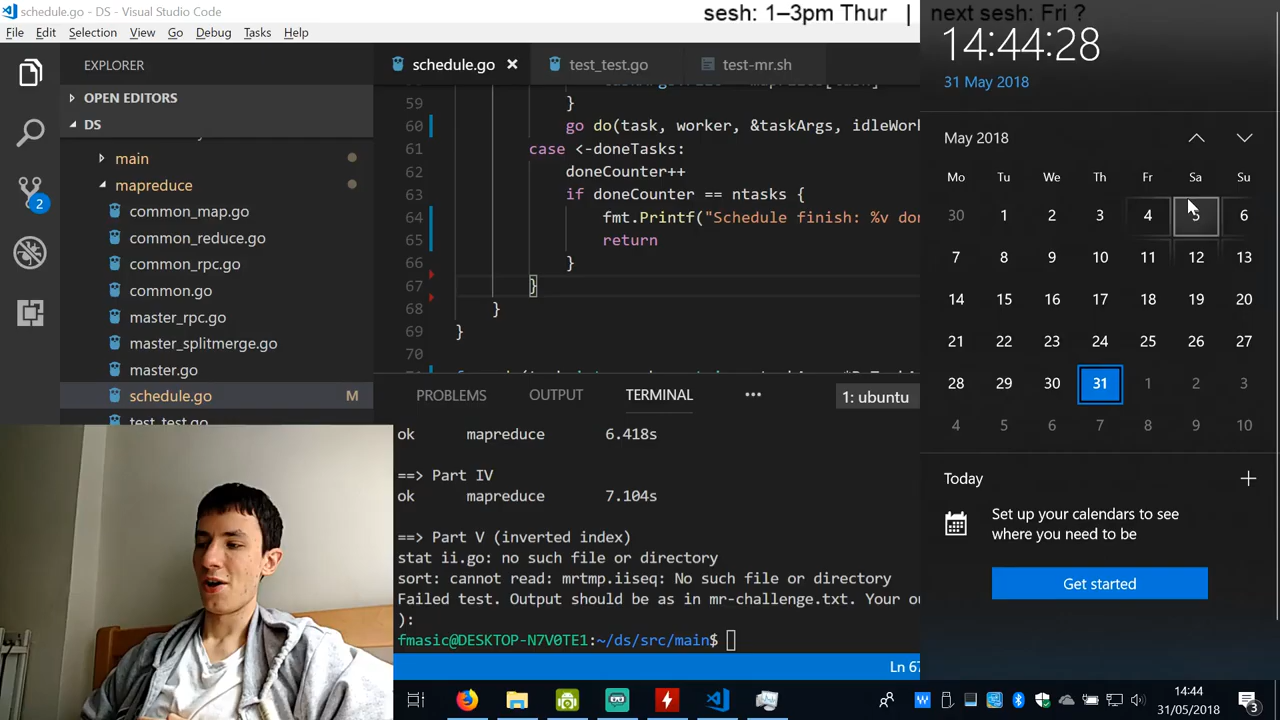 schedule.go - DS - Visual Studio Code
sesh: 1–3pm Thur | next sesh: Fri ?
File Edit Selection View Go Debug Tasks Help
EXPLORER
OPEN EDITORS
DS
main
mapreduce
common_map.go
common_reduce.go
common_rpc.go
common.go
master_rpc.go
master_splitmerge.go
master.go
schedule.go M
test_test.go
2
schedule.go test_test.go test-mr.sh
59 }
60 go do(task, worker, &taskArgs, idleWor
61 case <-doneTasks:
62 doneCounter++
63 if doneCounter == ntasks {
64 fmt.Printf("Schedule finish: %v don
65 return
66 }
67 }
68 }
69 }
70
PROBLEMS OUTPUT TERMINAL ••• 1: ubuntu
ok mapreduce 6.418s
==> Part IV
ok mapreduce 7.104s
==> Part V (inverted index)
stat ii.go: no such file or directory
sort: cannot read: mrtmp.iiseq: No such file or directory
Failed test. Output should be as in mr-challenge.txt. Your ou
):
fmasic@DESKTOP-N7V0TE1:~/ds/src/main$
Ln 67
14:44:28
31 May 2018
May 2018
Mo Tu We Th Fr Sa Su
30 1 2 3 4 5 6
7 8 9 10 11 12 13
14 15 16 17 18 19 20
21 22 23 24 25 26 27
28 29 30 31 1 2 3
4 5 6 7 8 9 10
Today
Set up your calendars to see
where you need to be
Get started
14:44
31/05/2018
3